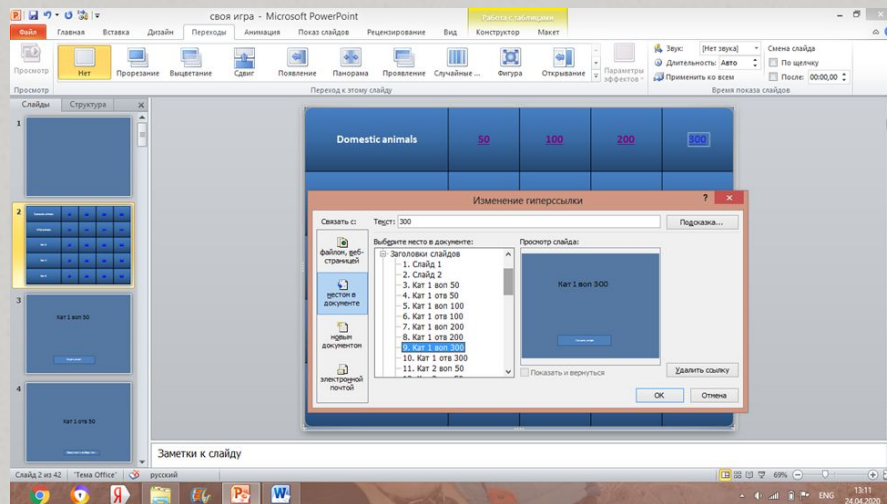 своя игра - Microsoft PowerPoint
Работа с таблицами
Файл Главная Вставка Дизайн Переходы Анимация Показ слайдов Рецензирование Вид Конструктор Макет
Просмотр Нет Прорезание Выцветание Сдвиг Появление Панорама Проявление Случайные ... Фигура Открывание Параметры эффектов
Звук: [Нет звука]
Длительность: Авто
Применить ко всем
Смена слайда
По щелчку
После: 00:00,00
Просмотр Переход к этому слайду Время показа слайдов
Слайды Структура
1
2
3
Кат 1 воп 50
4
Кат 1 отв 50
Domestic animals 50 100 200 300
Изменение гиперссылки
Связать с: Текст: 300 Подсказка...
файлом, веб-страницей
местом в документе
новым документом
электронной почтой
Выберите место в документе:
Заголовки слайдов
1. Слайд 1
2. Слайд 2
3. Кат 1 воп 50
4. Кат 1 отв 50
5. Кат 1 воп 100
6. Кат 1 отв 100
7. Кат 1 воп 200
8. Кат 1 отв 200
9. Кат 1 воп 300
10. Кат 1 отв 300
11. Кат 2 воп 50
Просмотр слайда:
Кат 1 воп 300
Показать и вернуться
Удалить ссылку
ОК Отмена
Заметки к слайду
Слайд 2 из 42 "Тема Office" русский 69%
ENG 13:11
24.04.2020